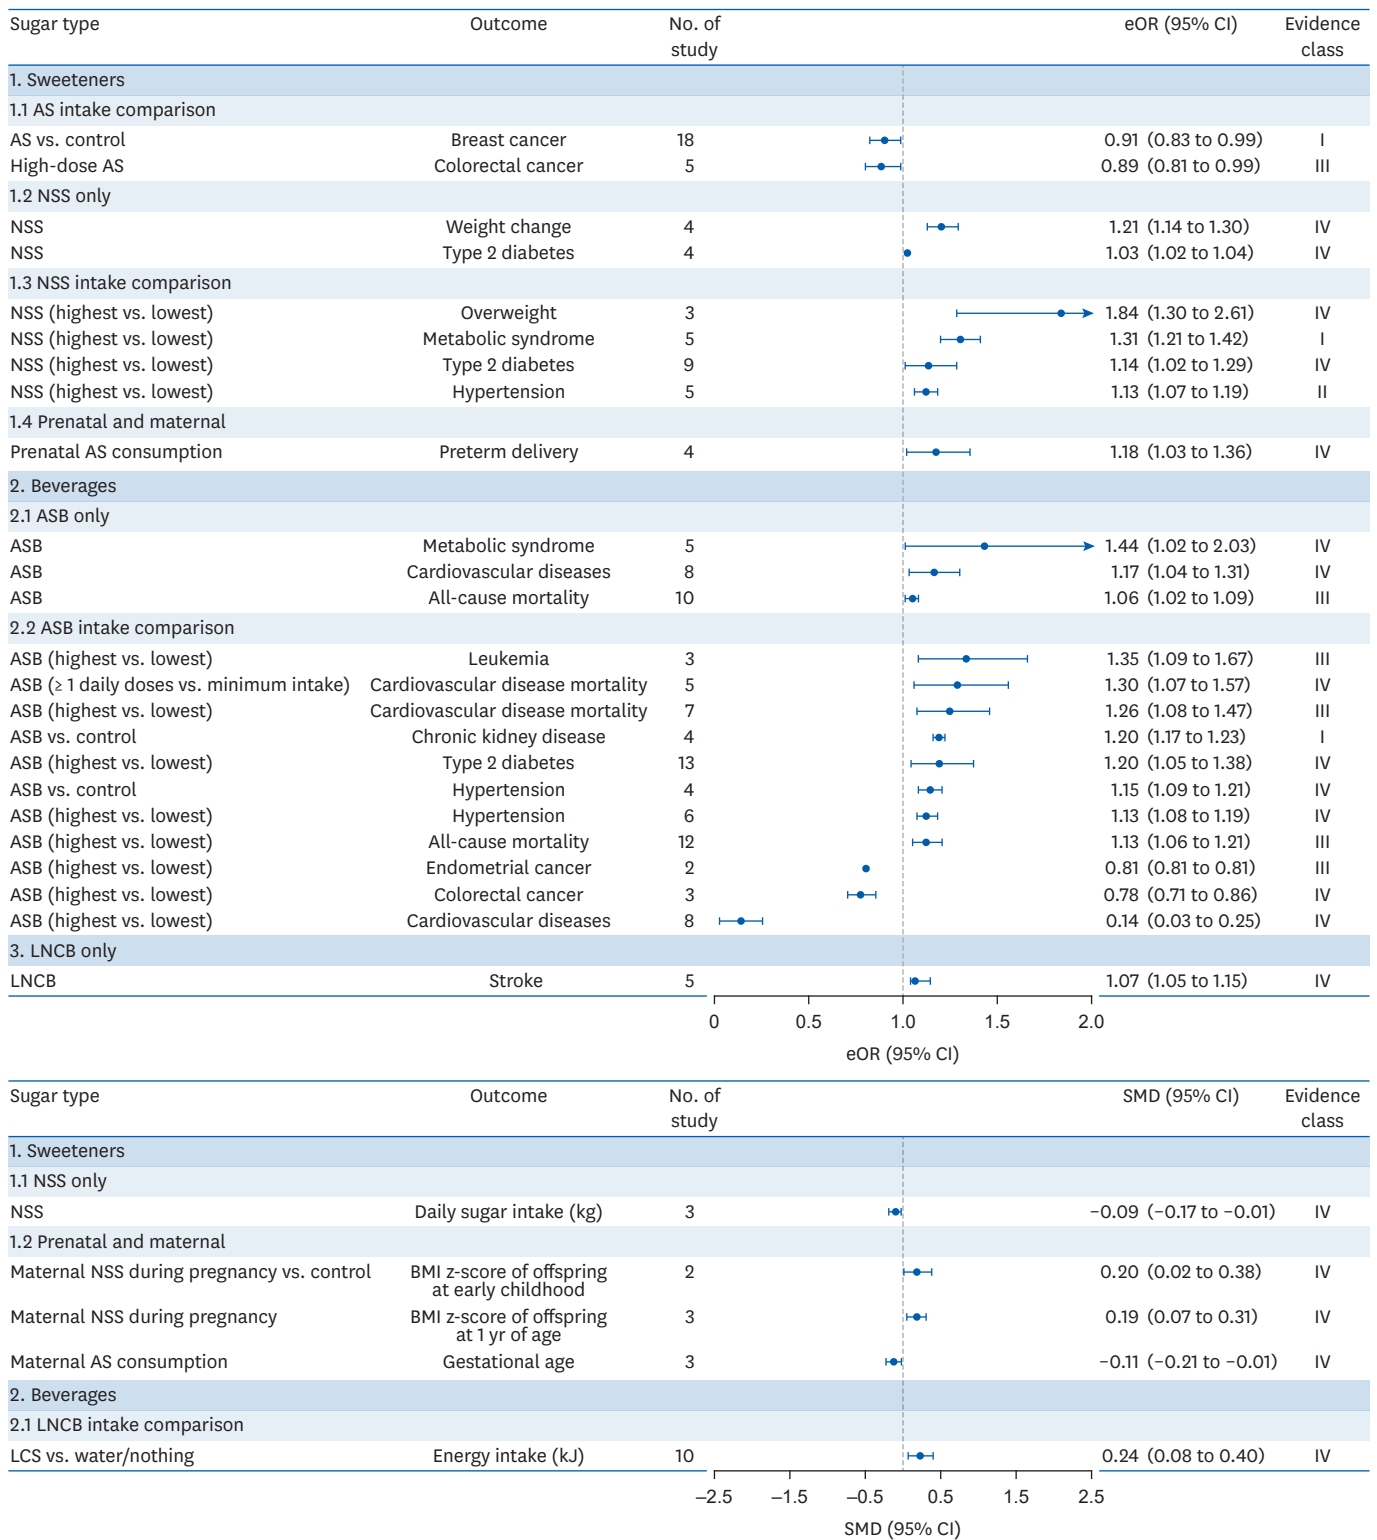 Sugar type Outcome No. of study eOR (95% CI) Evidence class
1. Sweeteners
1.1 AS intake comparison
AS vs. control Breast cancer 18 0.91 (0.83 to 0.99) I
High-dose AS Colorectal cancer 5 0.89 (0.81 to 0.99) III
1.2 NSS only
NSS Weight change 4 1.21 (1.14 to 1.30) IV
NSS Type 2 diabetes 4 1.03 (1.02 to 1.04) IV
1.3 NSS intake comparison
NSS (highest vs. lowest) Overweight 3 1.84 (1.30 to 2.61) IV
NSS (highest vs. lowest) Metabolic syndrome 5 1.31 (1.21 to 1.42) I
NSS (highest vs. lowest) Type 2 diabetes 9 1.14 (1.02 to 1.29) IV
NSS (highest vs. lowest) Hypertension 5 1.13 (1.07 to 1.19) II
1.4 Prenatal and maternal
Prenatal AS consumption Preterm delivery 4 1.18 (1.03 to 1.36) IV
2. Beverages
2.1 ASB only
ASB Metabolic syndrome 5 1.44 (1.02 to 2.03) IV
ASB Cardiovascular diseases 8 1.17 (1.04 to 1.31) IV
ASB All-cause mortality 10 1.06 (1.02 to 1.09) III
2.2 ASB intake comparison
ASB (highest vs. lowest) Leukemia 3 1.35 (1.09 to 1.67) III
ASB (≥ 1 daily doses vs. minimum intake) Cardiovascular disease mortality 5 1.30 (1.07 to 1.57) IV
ASB (highest vs. lowest) Cardiovascular disease mortality 7 1.26 (1.08 to 1.47) III
ASB vs. control Chronic kidney disease 4 1.20 (1.17 to 1.23) I
ASB (highest vs. lowest) Type 2 diabetes 13 1.20 (1.05 to 1.38) IV
ASB vs. control Hypertension 4 1.15 (1.09 to 1.21) IV
ASB (highest vs. lowest) Hypertension 6 1.13 (1.08 to 1.19) IV
ASB (highest vs. lowest) All-cause mortality 12 1.13 (1.06 to 1.21) III
ASB (highest vs. lowest) Endometrial cancer 2 0.81 (0.81 to 0.81) III
ASB (highest vs. lowest) Colorectal cancer 3 0.78 (0.71 to 0.86) IV
ASB (highest vs. lowest) Cardiovascular diseases 8 0.14 (0.03 to 0.25) IV
3. LNCB only
LNCB Stroke 5 1.07 (1.05 to 1.15) IV
0 0.5 1.0 1.5 2.0
eOR (95% CI)
Sugar type Outcome No. of study SMD (95% CI) Evidence class
1. Sweeteners
1.1 NSS only
NSS Daily sugar intake (kg) 3 −0.09 (−0.17 to −0.01) IV
1.2 Prenatal and maternal
Maternal NSS during pregnancy vs. control BMI z-score of offspring at early childhood 2 0.20 (0.02 to 0.38) IV
Maternal NSS during pregnancy BMI z-score of offspring at 1 yr of age 3 0.19 (0.07 to 0.31) IV
Maternal AS consumption Gestational age 3 −0.11 (−0.21 to −0.01) IV
2. Beverages
2.1 LNCB intake comparison
LCS vs. water/nothing Energy intake (kJ) 10 0.24 (0.08 to 0.40) IV
−2.5 −1.5 −0.5 0.5 1.5 2.5
SMD (95% CI)